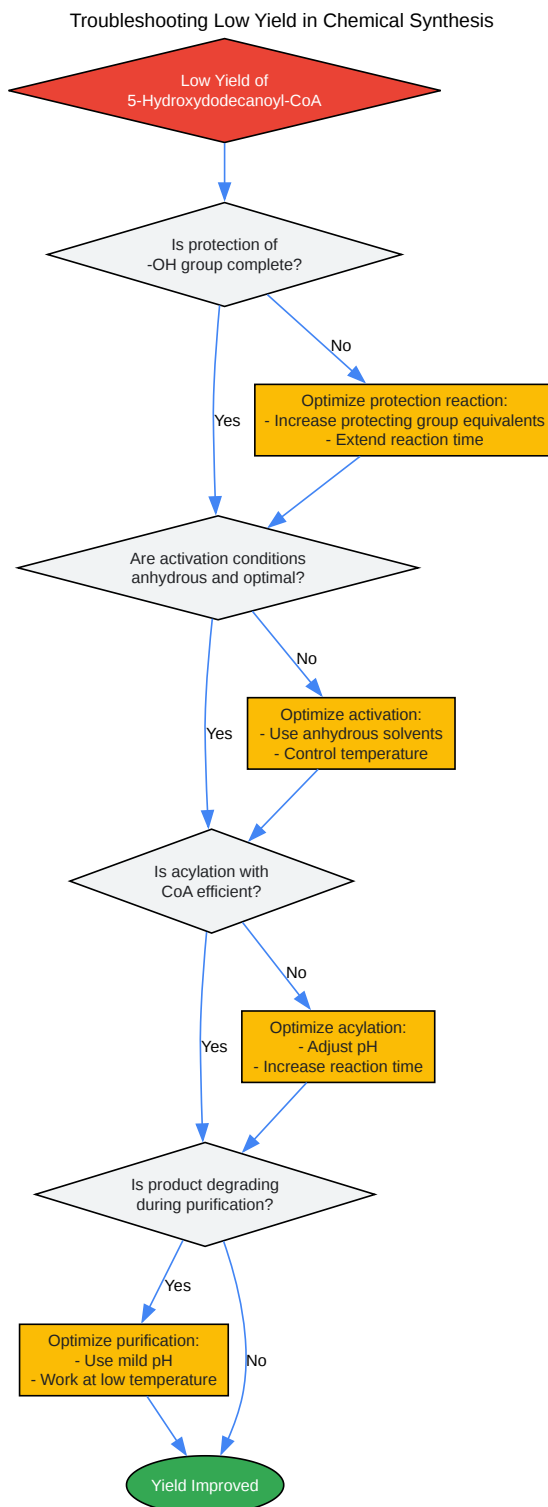 Troubleshooting Low Yield in Chemical Synthesis
Low Yield of
5-Hydroxydodecanoyl-CoA
Is protection of
-OH group complete?
No
Yes
Optimize protection reaction:
- Increase protecting group equivalents
- Extend reaction time
Are activation conditions
anhydrous and optimal?
No
Yes
Optimize activation:
- Use anhydrous solvents
- Control temperature
Is acylation with
CoA efficient?
No
Yes
Optimize acylation:
- Adjust pH
- Increase reaction time
Is product degrading
during purification?
Yes
Optimize purification:
- Use mild pH
- Work at low temperature
No
Yield Improved